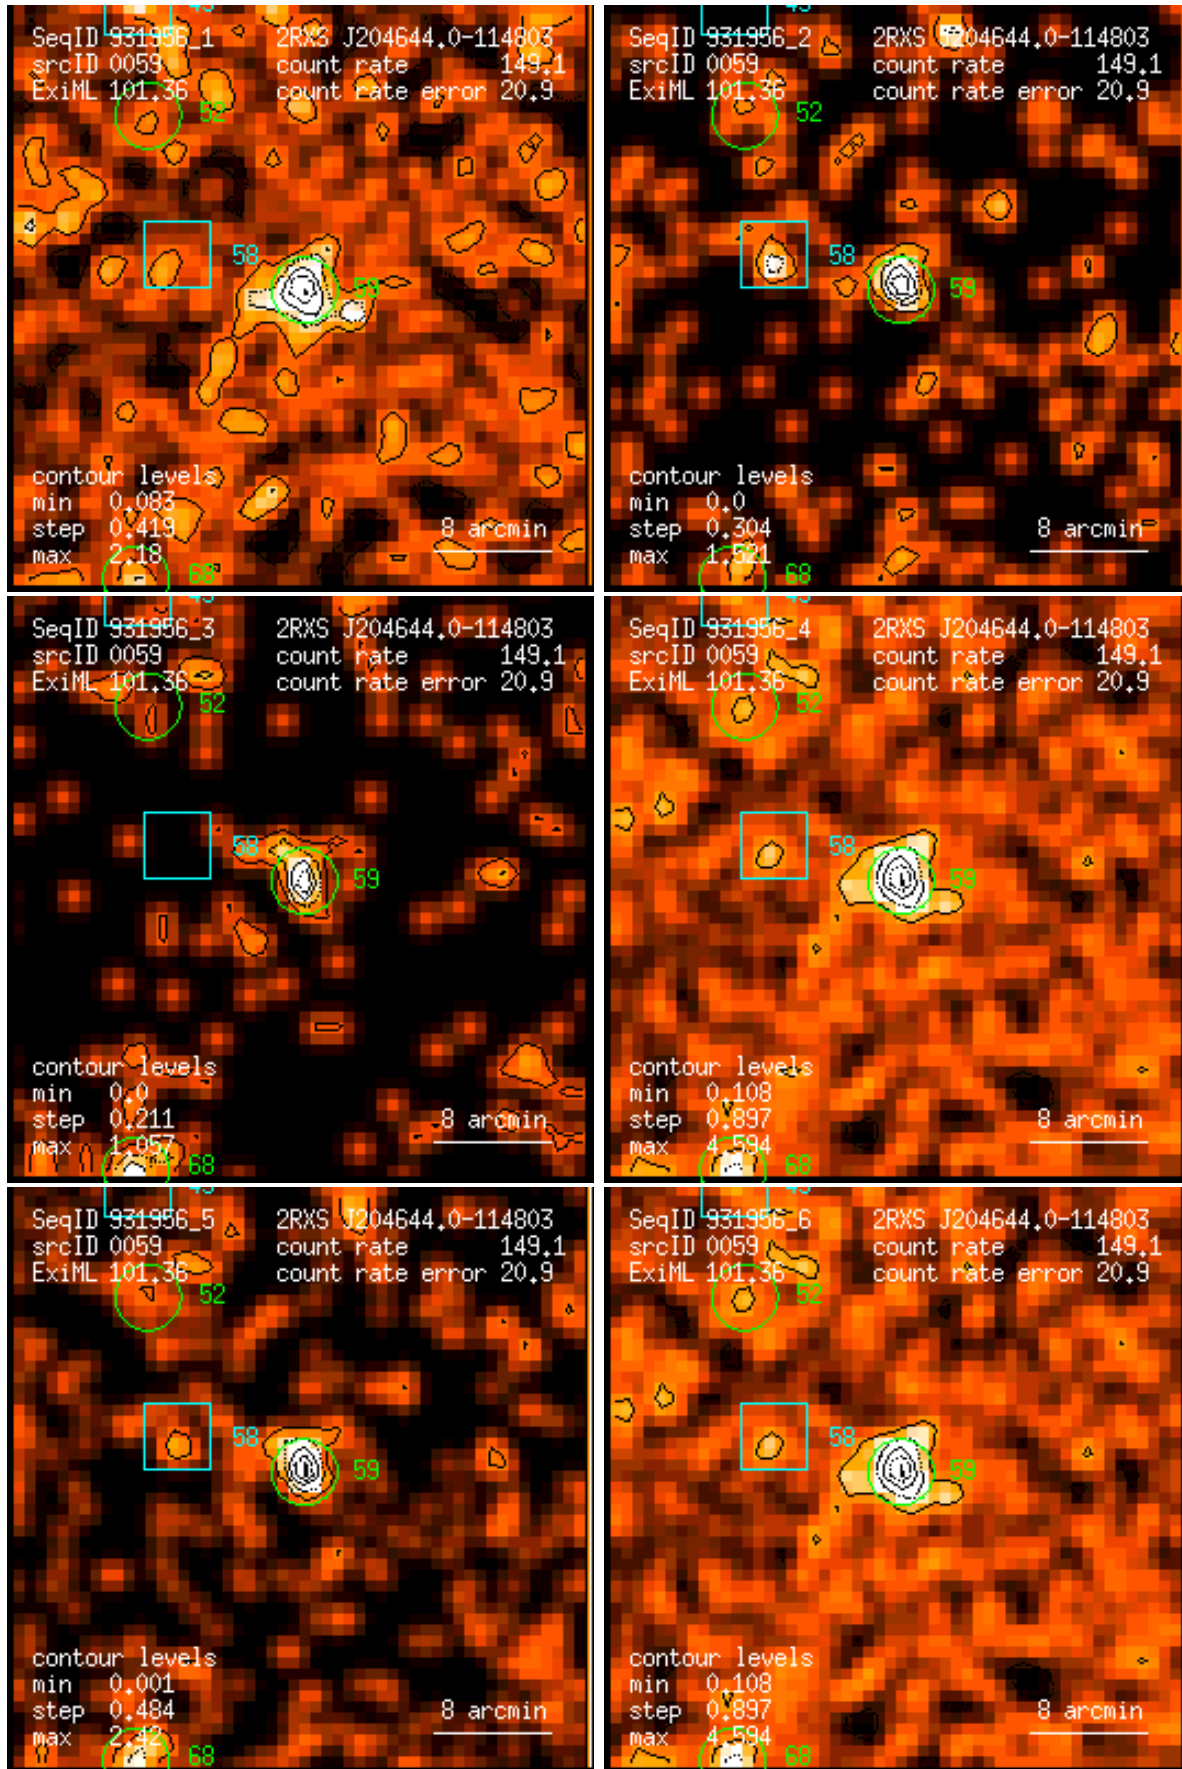 SeqID 931956_1 2RXS J204644.0-114803
srcID 0059 count rate 149.1
ExiML 101.36 count rate error 20.9
52
58
59
contour levels
min 0.083
step 0.419 8 arcmin
max 2.18
68
SeqID 931956_2 2RXS J204644.0-114803
srcID 0059 count rate 149.1
ExiML 101.36 count rate error 20.9
52
58
59
contour levels
min 0.0
step 0.304 8 arcmin
max 1.521
68
SeqID 931956_3 2RXS J204644.0-114803
srcID 0059 count rate 149.1
ExiML 101.36 count rate error 20.9
52
58
59
contour levels
min 0.0
step 0.211 8 arcmin
max 1.057
68
SeqID 931956_4 2RXS J204644.0-114803
srcID 0059 count rate 149.1
ExiML 101.36 count rate error 20.9
52
58
59
contour levels
min 0.108
step 0.897 8 arcmin
max 4.594
68
SeqID 931956_5 2RXS J204644.0-114803
srcID 0059 count rate 149.1
ExiML 101.36 count rate error 20.9
52
58
59
contour levels
min 0.001
step 0.484 8 arcmin
max 2.42
68
SeqID 931956_6 2RXS J204644.0-114803
srcID 0059 count rate 149.1
ExiML 101.36 count rate error 20.9
52
58
59
contour levels
min 0.108
step 0.897 8 arcmin
max 4.594
68